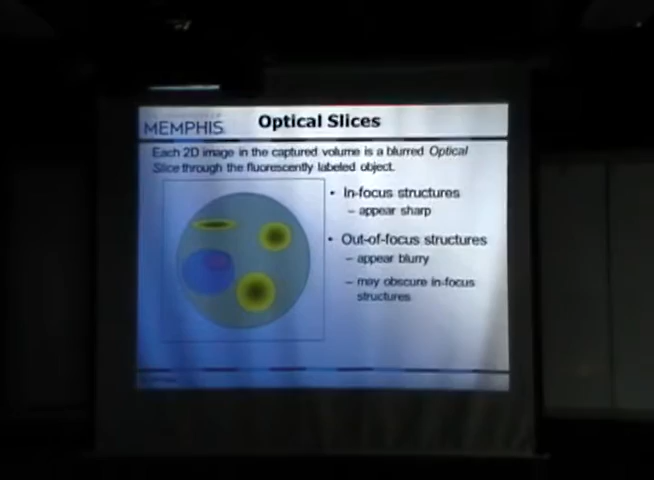 MEMPHIS
Optical Slices
Each 2D image in the captured volume is a blurred Optical
Slice through the fluorescently labeled object.
• In-focus structures
– appear sharp
• Out-of-focus structures
– appear blurry
– may obscure in-focus
structures